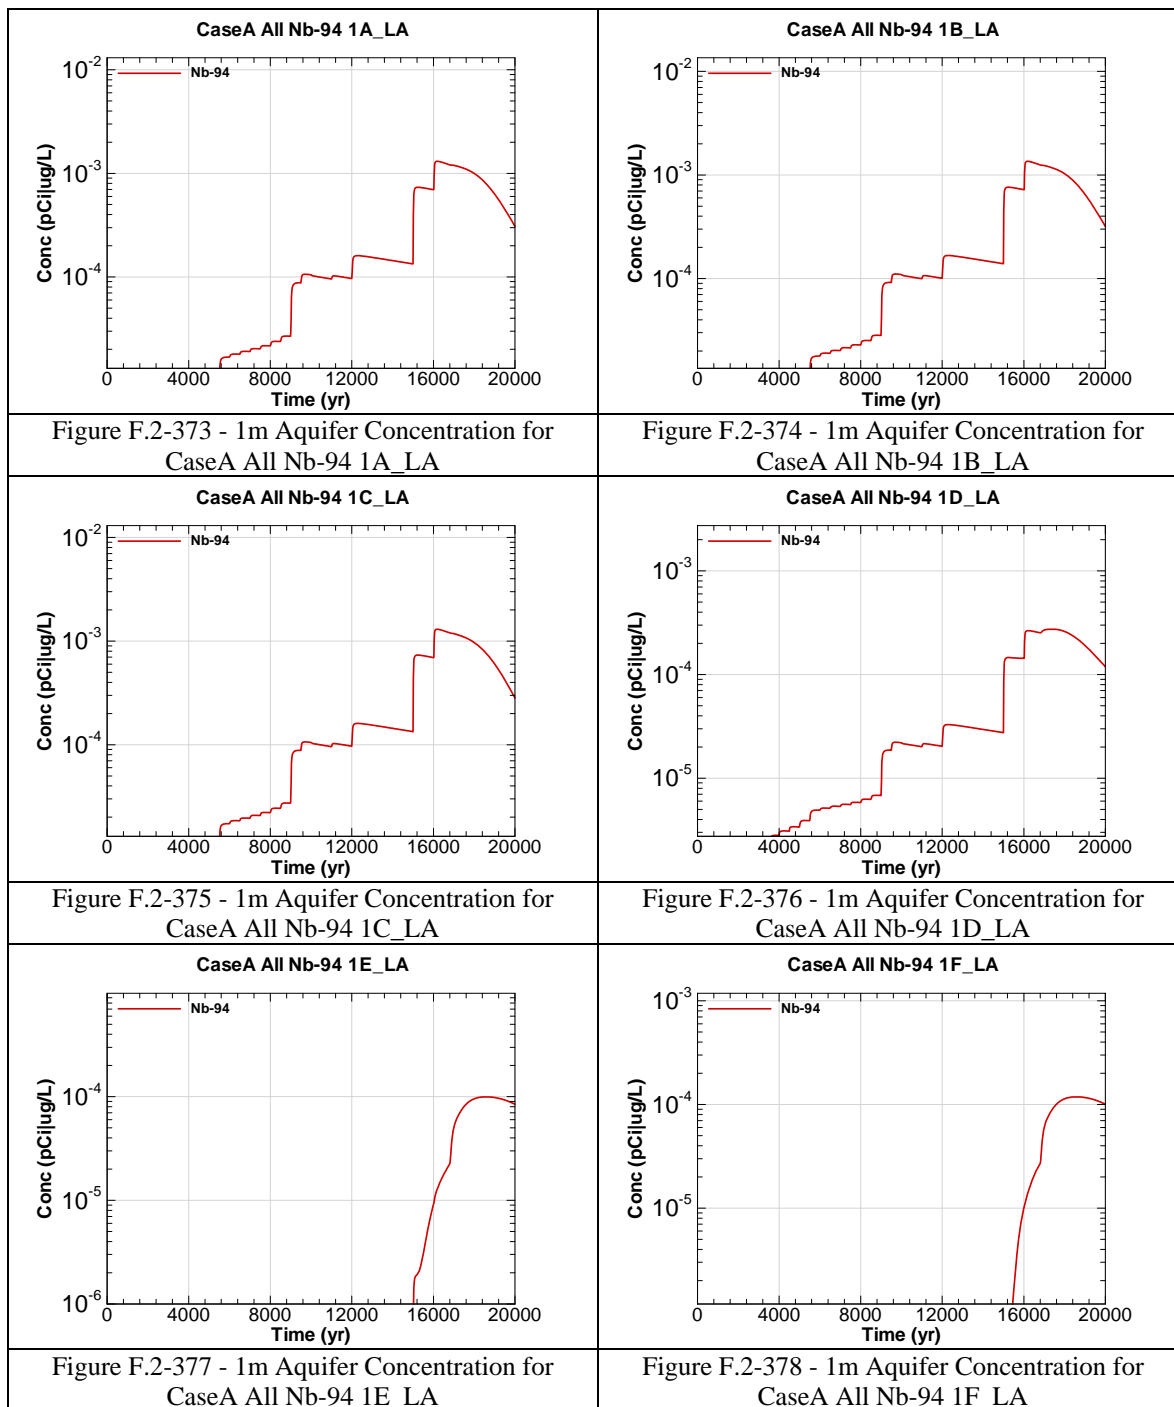 CaseA All Nb-94 1A_LA
Nb-94
10-2
10-3
10-4
Conc (pCi|ug/L)
0 4000 8000 12000 16000 20000
Time (yr)
Figure F.2-373 - 1m Aquifer Concentration for
CaseA All Nb-94 1A_LA
CaseA All Nb-94 1B_LA
Nb-94
10-2
10-3
10-4
Conc (pCi|ug/L)
0 4000 8000 12000 16000 20000
Time (yr)
Figure F.2-374 - 1m Aquifer Concentration for
CaseA All Nb-94 1B_LA
CaseA All Nb-94 1C_LA
Nb-94
10-2
10-3
10-4
Conc (pCi|ug/L)
0 4000 8000 12000 16000 20000
Time (yr)
Figure F.2-375 - 1m Aquifer Concentration for
CaseA All Nb-94 1C_LA
CaseA All Nb-94 1D_LA
Nb-94
10-3
10-4
10-5
Conc (pCi|ug/L)
0 4000 8000 12000 16000 20000
Time (yr)
Figure F.2-376 - 1m Aquifer Concentration for
CaseA All Nb-94 1D_LA
CaseA All Nb-94 1E_LA
Nb-94
10-4
10-5
10-6
Conc (pCi|ug/L)
0 4000 8000 12000 16000 20000
Time (yr)
Figure F.2-377 - 1m Aquifer Concentration for
CaseA All Nb-94 1E_LA
CaseA All Nb-94 1F_LA
Nb-94
10-3
10-4
10-5
Conc (pCi|ug/L)
0 4000 8000 12000 16000 20000
Time (yr)
Figure F.2-378 - 1m Aquifer Concentration for
CaseA All Nb-94 1F_LA